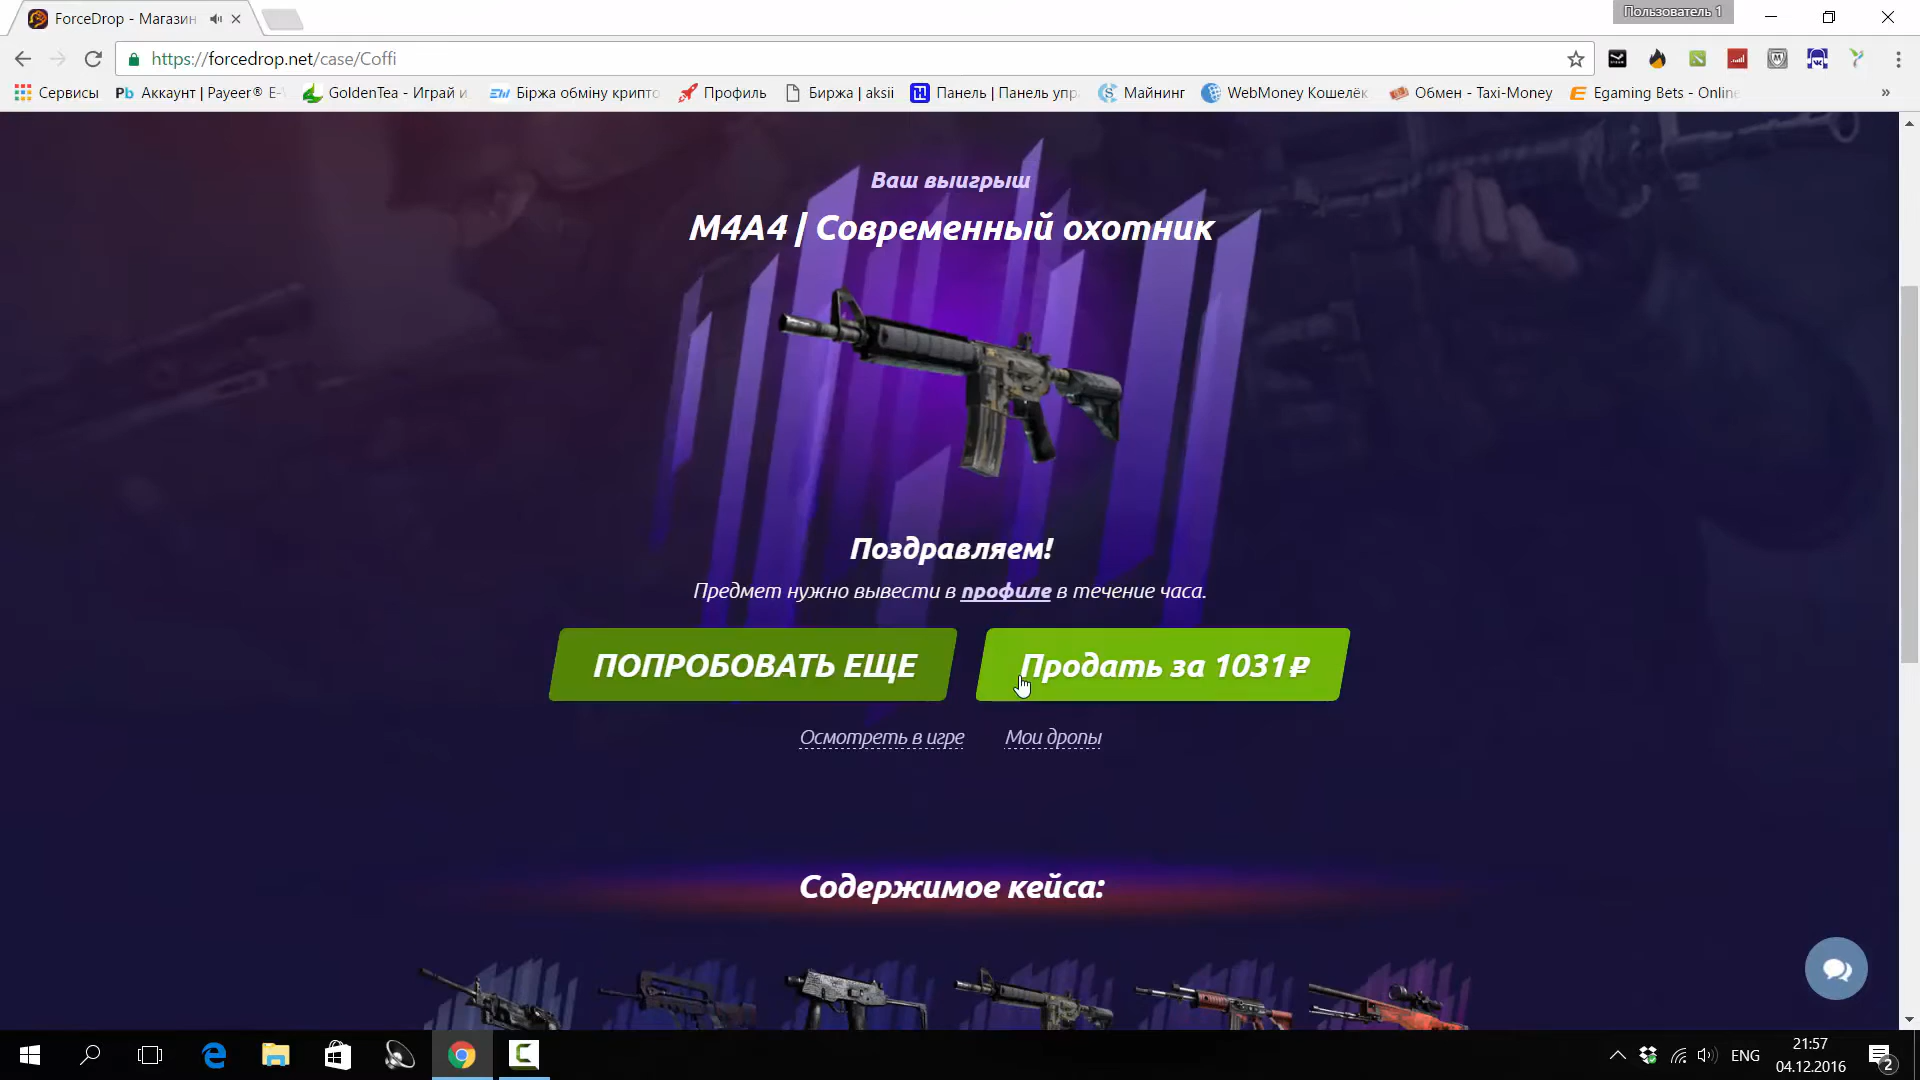 ForceDrop - Магазин
Пользователь 1
https://forcedrop.net/case/Coffi
Сервисы
Pb Аккаунт | Payeer® E-
GoldenTea - Играй и
Біржа обміну крипто
Профиль
Биржа | aksii
Панель | Панель упра
Майнинг
WebMoney Кошелёк
Обмен - Taxi-Money
Egaming Bets - Online
»
Ваш выигрыш
M4A4 | Современный охотник
Поздравляем!
Предмет нужно вывести в профиле в течение часа.
ПОПРОБОВАТЬ ЕЩЕ
Продать за 1031₽
Осмотреть в игре
Мои дропы
Содержимое кейса:
ENG
21:57
04.12.2016
2